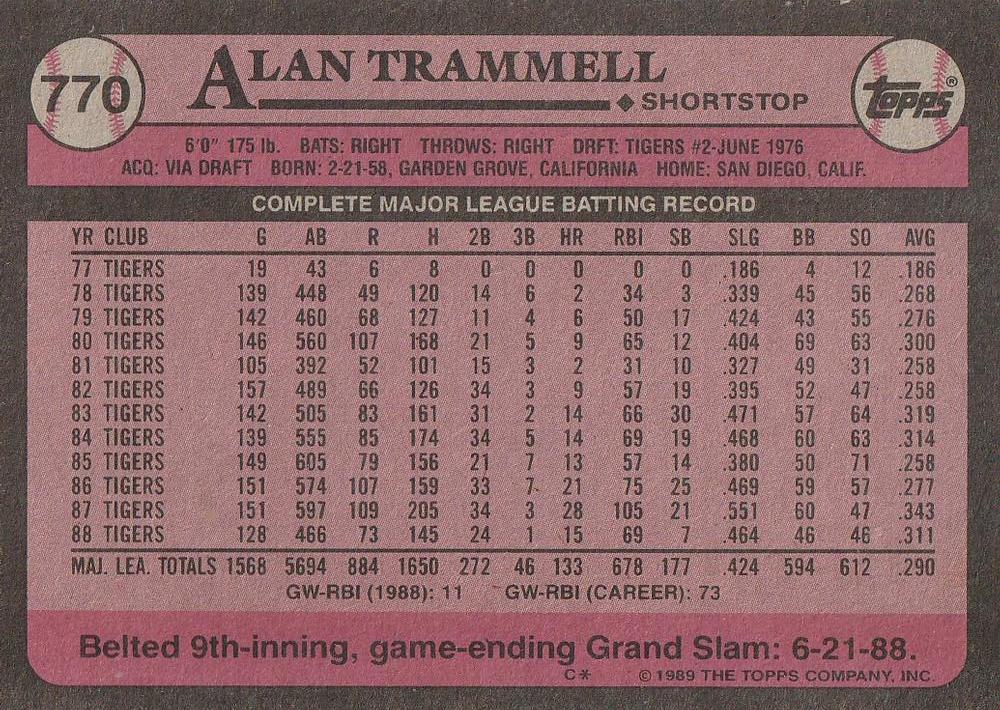 770
ALAN TRAMMELL
SHORTSTOP
topps®
6'0" 175 lb. BATS: RIGHT THROWS: RIGHT DRFT: TIGERS #2-JUNE 1976
ACQ: VIA DRAFT BORN: 2-21-58, GARDEN GROVE, CALIFORNIA HOME: SAN DIEGO, CALIF.
COMPLETE MAJOR LEAGUE BATTING RECORD
YR CLUB G AB R H 2B 3B HR RBI SB SLG BB SO AVG
77 TIGERS 19 43 6 8 0 0 0 0 0 .186 4 12 .186
78 TIGERS 139 448 49 120 14 6 2 34 3 .339 45 56 .268
79 TIGERS 142 460 68 127 11 4 6 50 17 .424 43 55 .276
80 TIGERS 146 560 107 168 21 5 9 65 12 .404 69 63 .300
81 TIGERS 105 392 52 101 15 3 2 31 10 .327 49 31 .258
82 TIGERS 157 489 66 126 34 3 9 57 19 .395 52 47 .258
83 TIGERS 142 505 83 161 31 2 14 66 30 .471 57 64 .319
84 TIGERS 139 555 85 174 34 5 14 69 19 .468 60 63 .314
85 TIGERS 149 605 79 156 21 7 13 57 14 .380 50 71 .258
86 TIGERS 151 574 107 159 33 7 21 75 25 .469 59 57 .277
87 TIGERS 151 597 109 205 34 3 28 105 21 .551 60 47 .343
88 TIGERS 128 466 73 145 24 1 15 69 7 .464 46 46 .311
MAJ. LEA. TOTALS 1568 5694 884 1650 272 46 133 678 177 .424 594 612 .290
GW-RBI (1988): 11 GW-RBI (CAREER): 73
Belted 9th-inning, game-ending Grand Slam: 6-21-88.
C* © 1989 THE TOPPS COMPANY, INC.